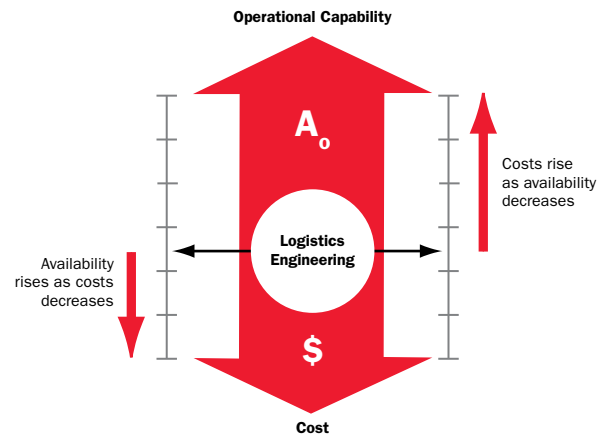 Operational Capability
Ao
Costs rise
as availability
decreases
Logistics
Engineering
Availability
rises as costs
decreases
$
Cost